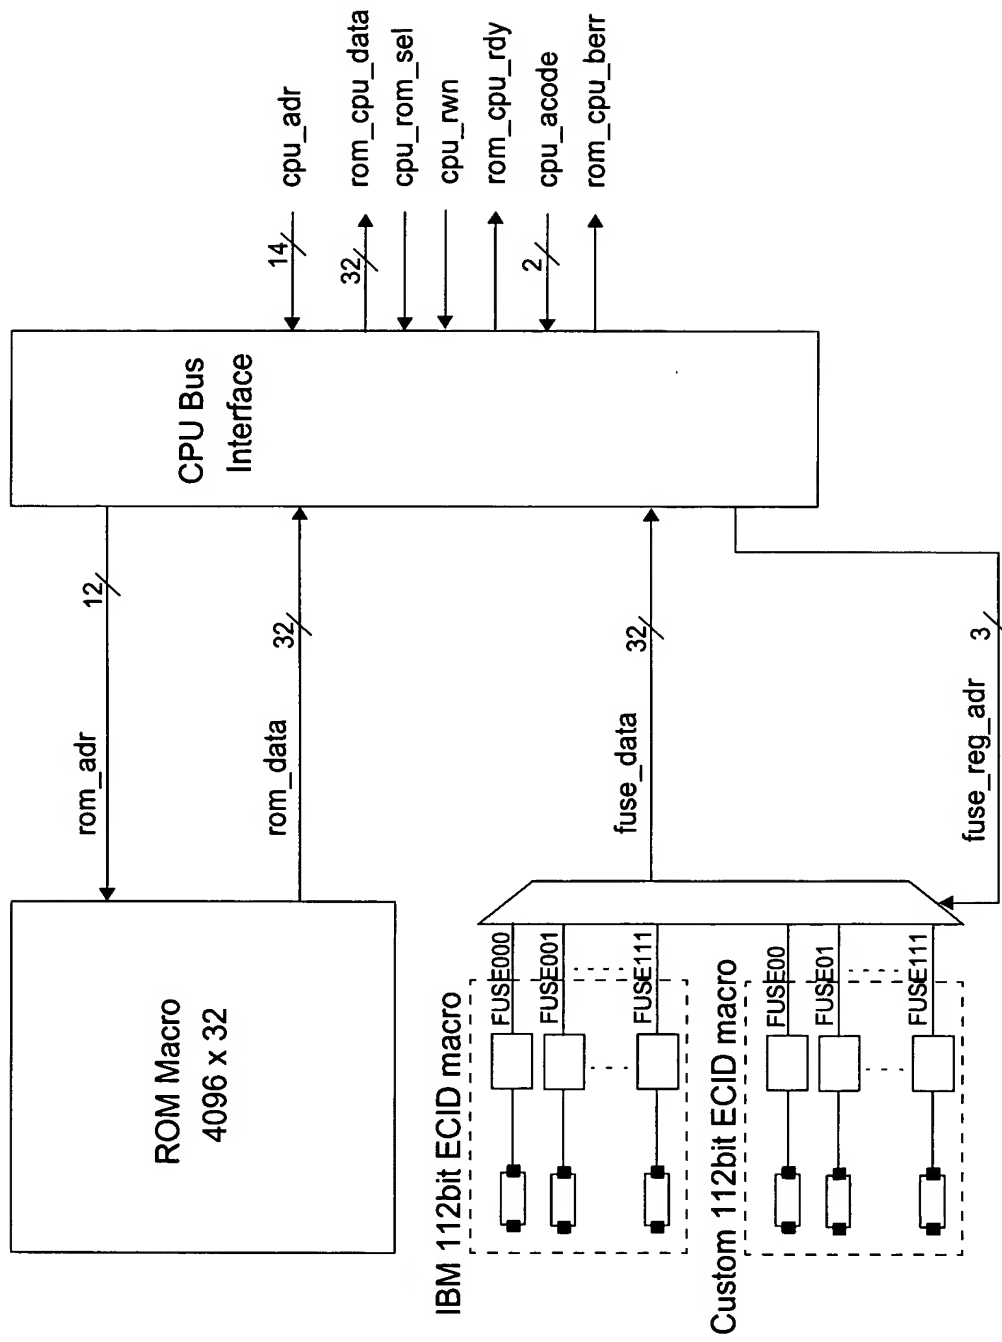 ROM Macro
4096 x 32
rom_adr
12
rom_data
32
CPU Bus
Interface
14
cpu_adr
32
rom_cpu_data
cpu_rom_sel
cpu_rwn
rom_cpu_rdy
2
cpu_acode
rom_cpu_berr
IBM 112bit ECID macro
FUSE000
FUSE001
FUSE111
fuse_data
32
Custom 112bit ECID macro
FUSE00
FUSE01
FUSE111
fuse_reg_adr
3